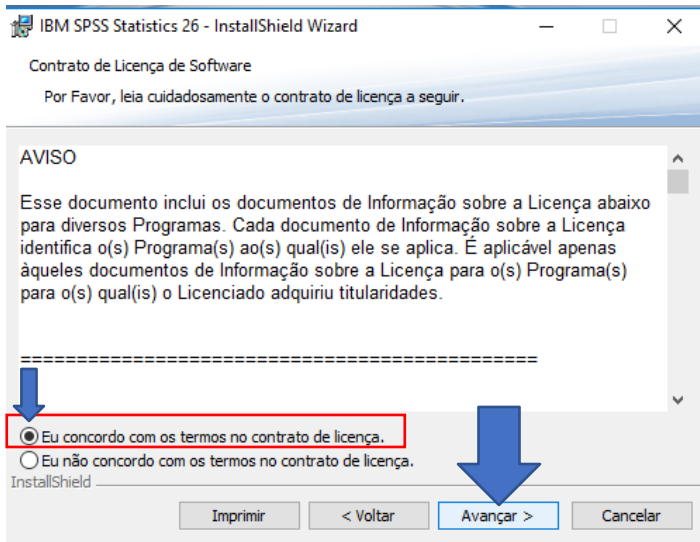 IBM SPSS Statistics 26 - InstallShield Wizard
Contrato de Licença de Software
Por Favor, leia cuidadosamente o contrato de licença a seguir.
AVISO
Esse documento inclui os documentos de Informação sobre a Licença abaixo
para diversos Programas. Cada documento de Informação sobre a Licença
identifica o(s) Programa(s) ao(s) qual(is) ele se aplica. É aplicável apenas
àqueles documentos de Informação sobre a Licença para o(s) Programa(s)
para o(s) qual(is) o Licenciado adquiriu titularidades.
==============================================
Eu concordo com os termos no contrato de licença.
Eu não concordo com os termos no contrato de licença.
InstallShield
Imprimir < Voltar Avançar > Cancelar